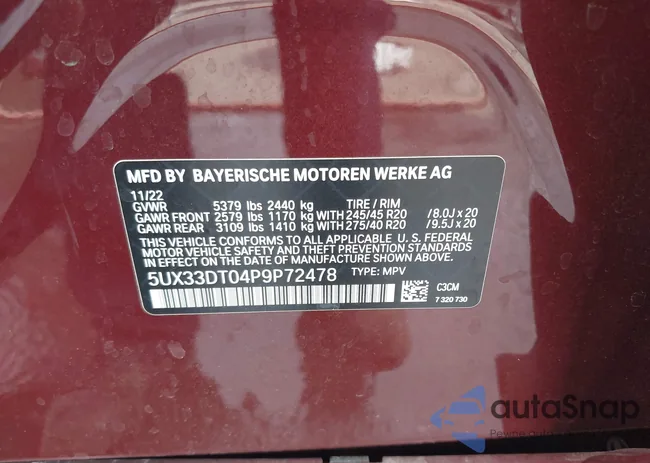 MFD BY BAYERISCHE MOTOREN WERKE AG
11/22
GVWR 5379 lbs 2440 kg TIRE / RIM
GAWR FRONT 2579 lbs 1170 kg WITH 245/45 R20 /8.0J x 20
GAWR REAR 3109 lbs 1410 kg WITH 275/40 R20 /9.5J x 20
THIS VEHICLE CONFORMS TO ALL APPLICABLE U.S. FEDERAL
MOTOR VEHICLE SAFETY AND THEFT PREVENTION STANDARDS
IN EFFECT ON THE DATE OF MANUFACTURE SHOWN ABOVE.
5UX33DT04P9P72478 TYPE: MPV
C3CM
7 320 730
autoSnap
Pewne auto